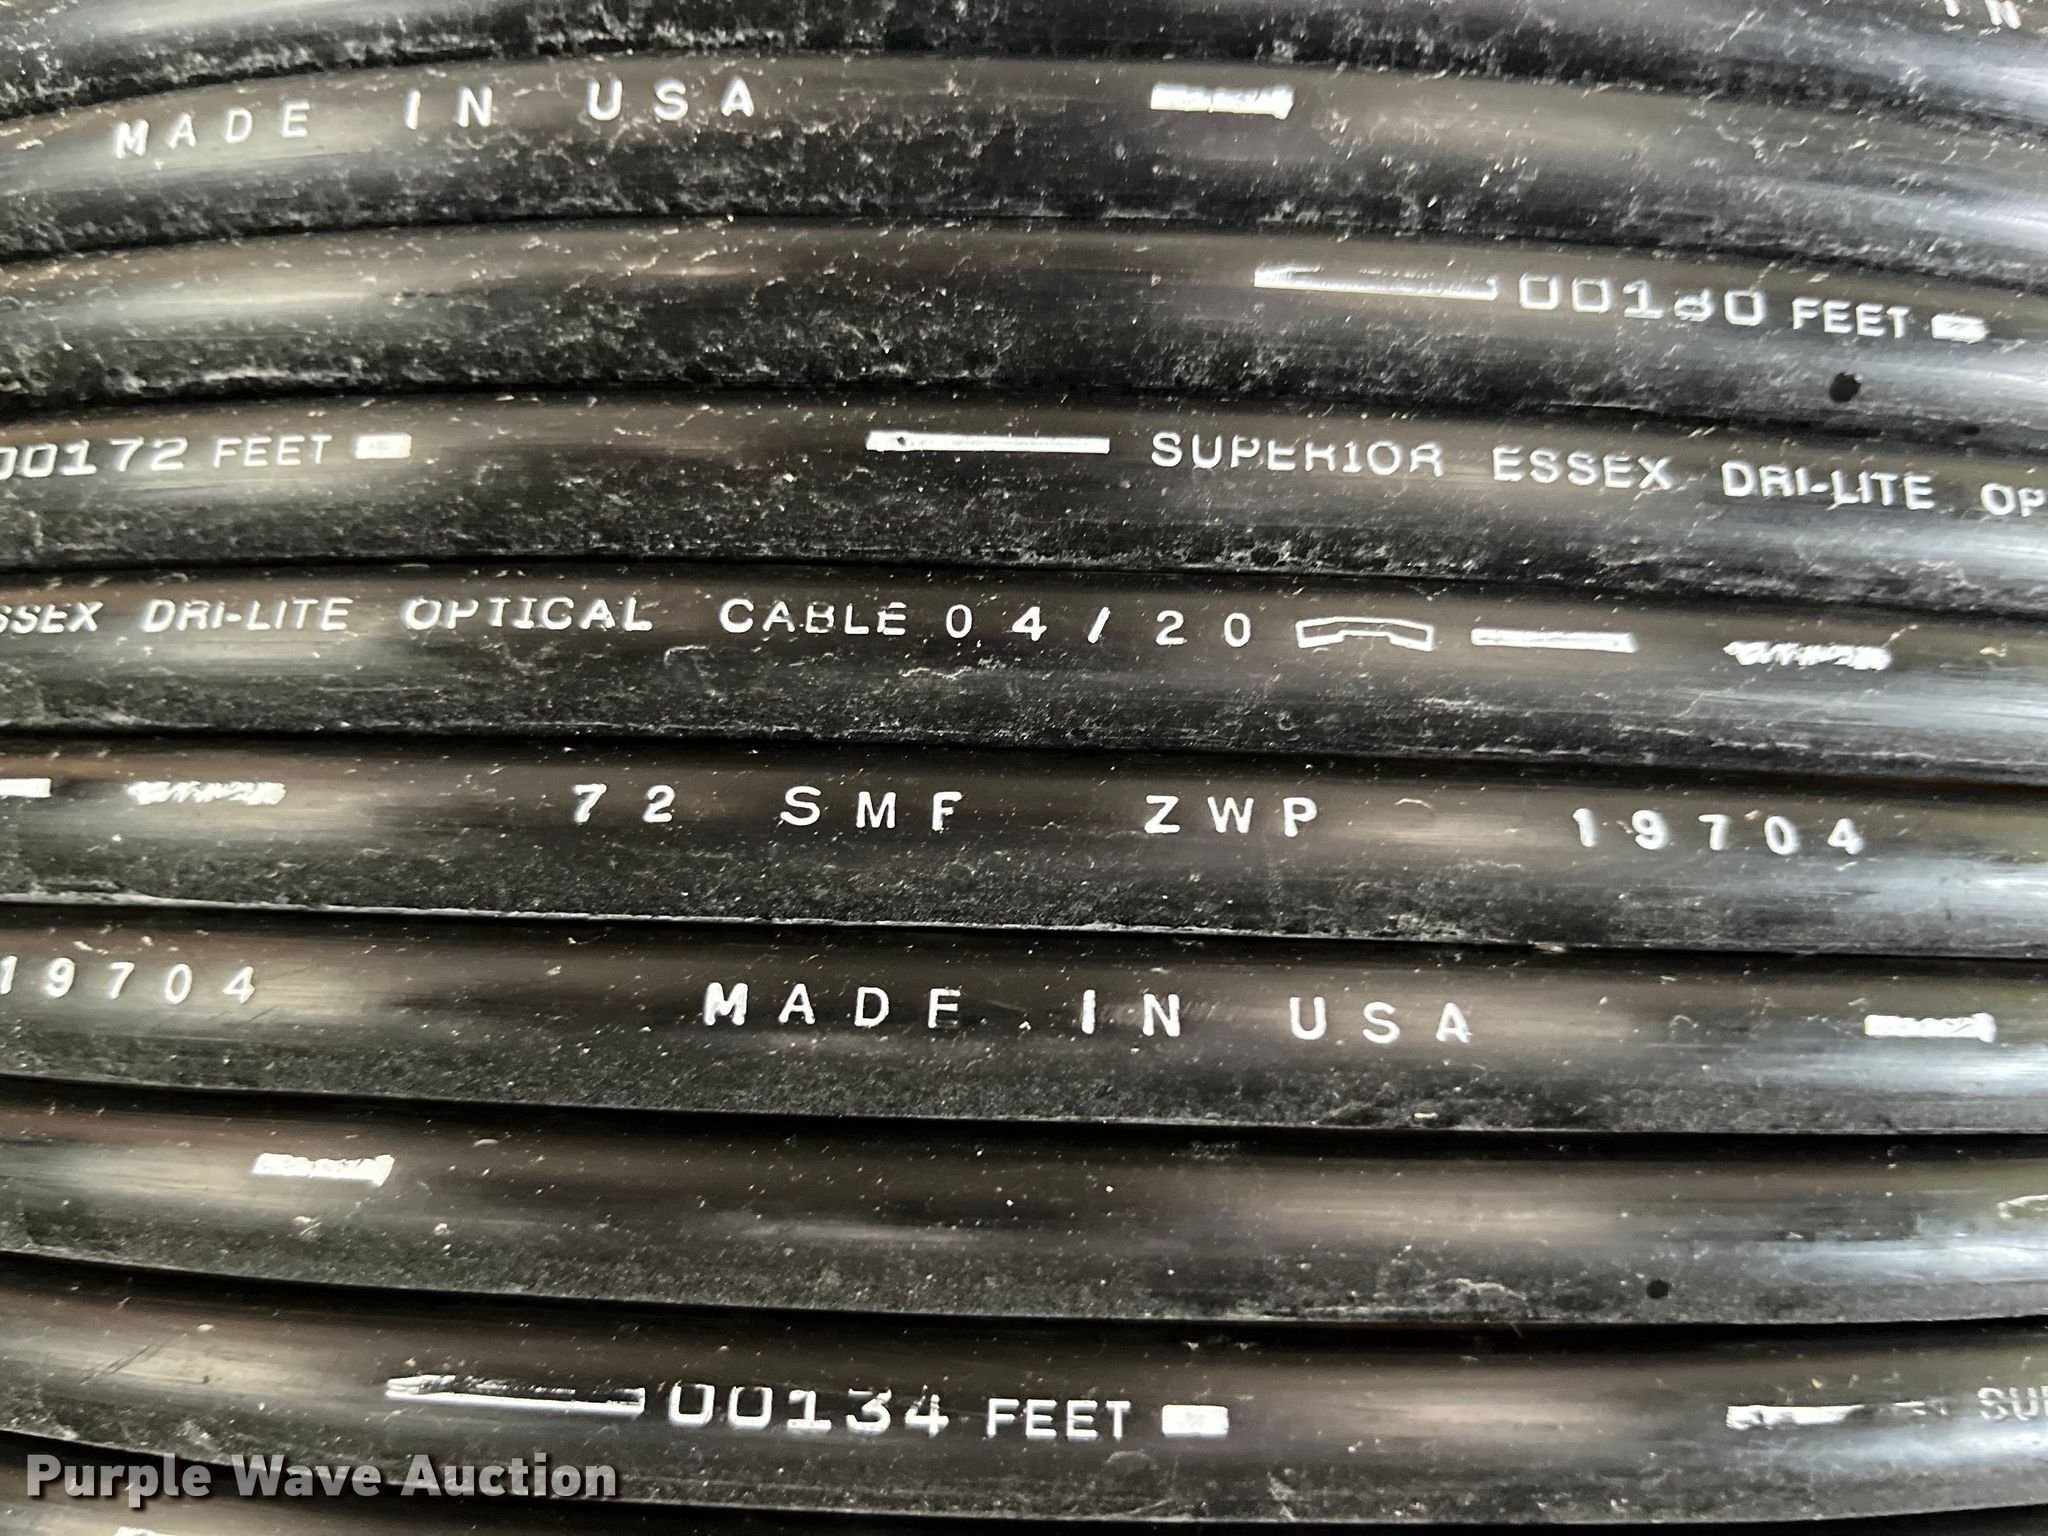 MADE IN USA
00180 FEET
00172 FEET SUPERIOR ESSEX DRI-LITE OP
SSEX DRI-LITE OPTICAL CABLE 04/20
72 SMF ZWP 19704
19704 MADE IN USA
00134 FEET SU
Purple Wave Auction